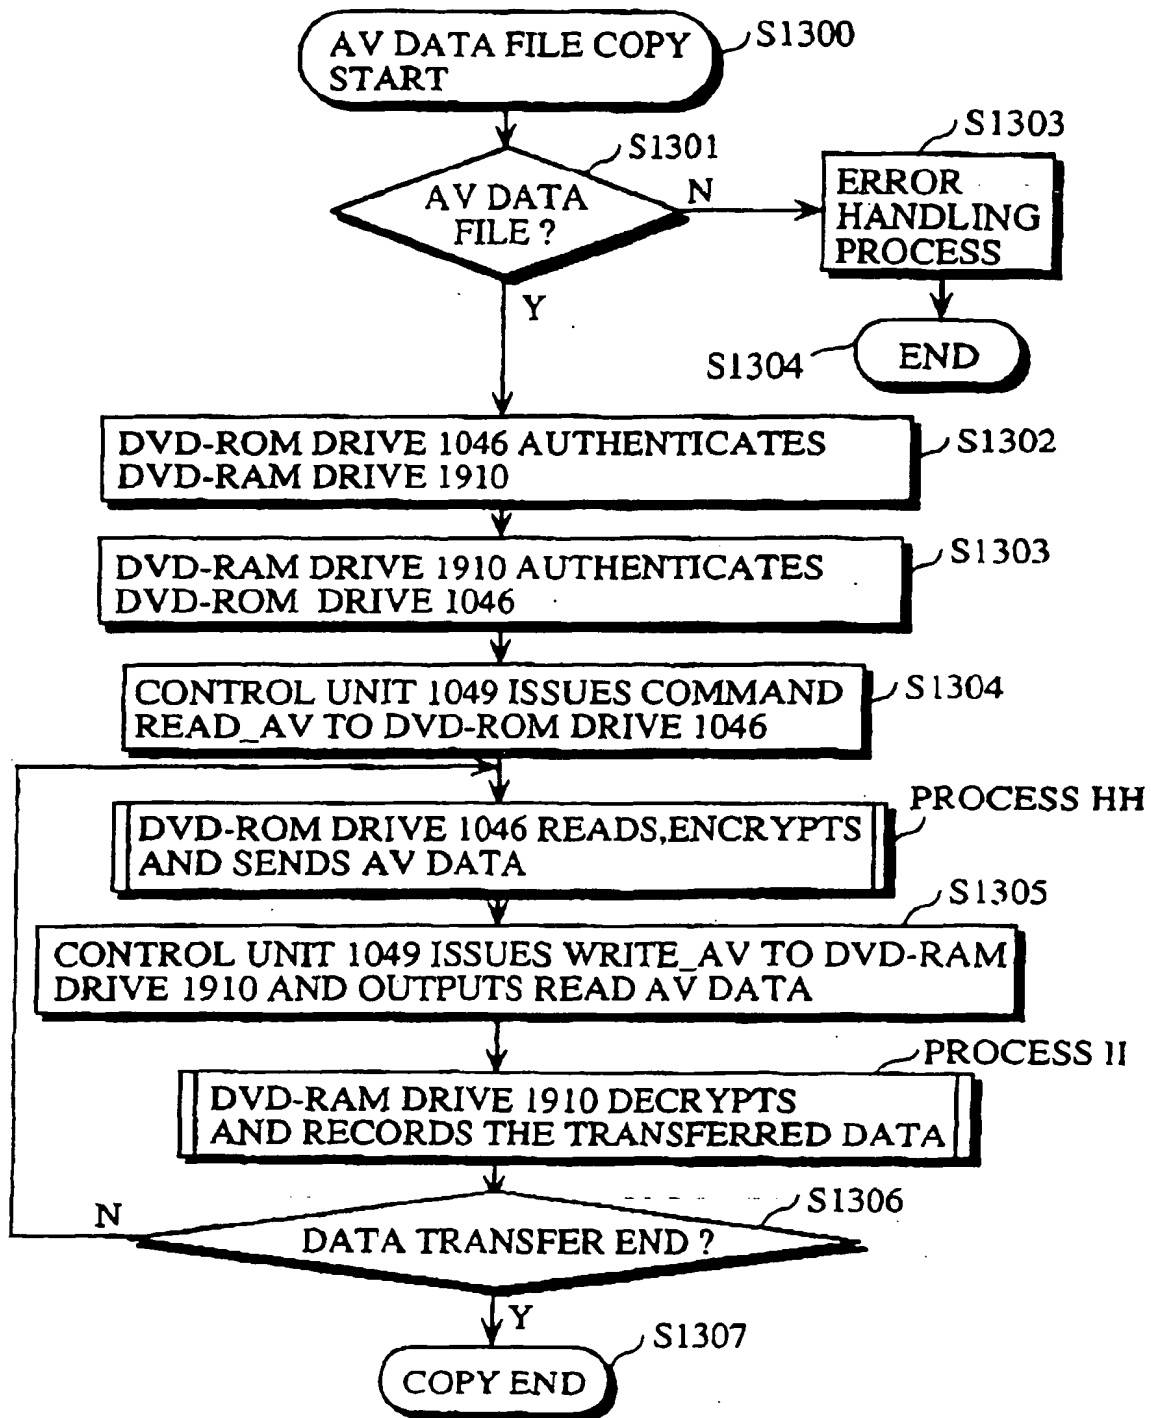 AV DATA FILE COPY
START
S1300
S1301
AV DATA
FILE ?
N
Y
S1303
ERROR
HANDLING
PROCESS
S1304
END
DVD-ROM DRIVE 1046 AUTHENTICATES
DVD-RAM DRIVE 1910
S1302
DVD-RAM DRIVE 1910 AUTHENTICATES
DVD-ROM DRIVE 1046
S1303
CONTROL UNIT 1049 ISSUES COMMAND
READ_AV TO DVD-ROM DRIVE 1046
S1304
PROCESS HH
DVD-ROM DRIVE 1046 READS,ENCRYPTS
AND SENDS AV DATA
S1305
CONTROL UNIT 1049 ISSUES WRITE_AV TO DVD-RAM
DRIVE 1910 AND OUTPUTS READ AV DATA
PROCESS II
DVD-RAM DRIVE 1910 DECRYPTS
AND RECORDS THE TRANSFERRED DATA
S1306
N
DATA TRANSFER END ?
Y
S1307
COPY END